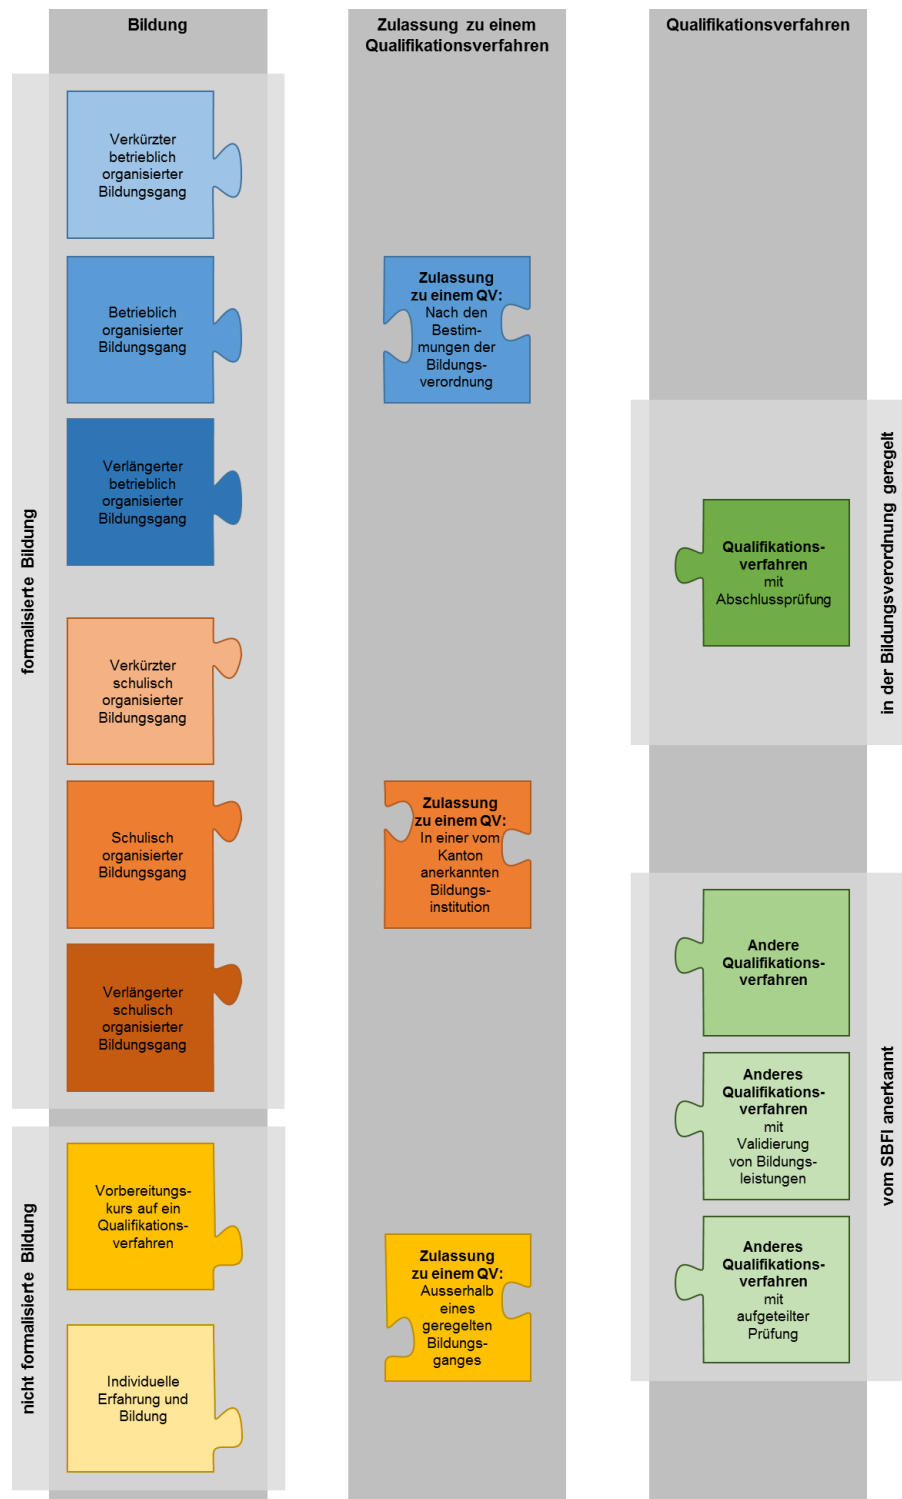 Bildung
formalisierte Bildung
Verkürzter
betrieblich
organisierter
Bildungsgang
Betrieblich
organisierter
Bildungsgang
Verlängerter
betrieblich
organisierter
Bildungsgang
Verkürzter
schulisch
organisierter
Bildungsgang
Schulisch
organisierter
Bildungsgang
Verlängerter
schulisch
organisierter
Bildungsgang
nicht formalisierte Bildung
Vorbereitungs-
kurs auf ein
Qualifikations-
verfahren
Individuelle
Erfahrung und
Bildung
Zulassung zu einem
Qualifikationsverfahren
Zulassung
zu einem QV:
Nach den
Bestim-
mungen der
Bildungs-
verordnung
Zulassung
zu einem QV:
In einer vom
Kanton
anerkannten
Bildungs-
institution
Zulassung
zu einem QV:
Ausserhalb
eines
geregelten
Bildungs-
ganges
Qualifikationsverfahren
in der Bildungsverordnung geregelt
Qualifikations-
verfahren
mit
Abschlussprüfung
vom SBFI anerkannt
Andere
Qualifikations-
verfahren
Anderes
Qualifikations-
verfahren
mit
Validierung
von Bildungs-
leistungen
Anderes
Qualifikations-
verfahren
mit
aufgeteilter
Prüfung